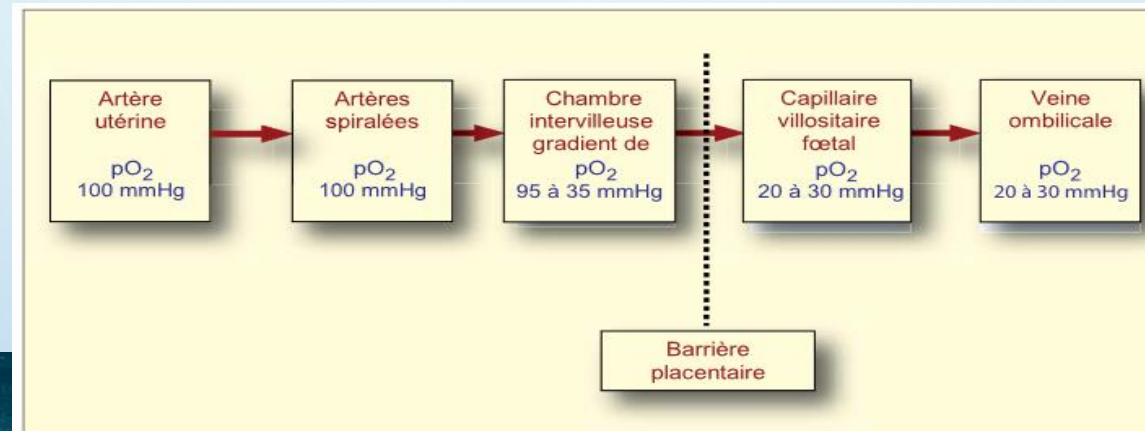 Artère
utérine
pO2
100 mmHg
Artères
spiralées
pO2
100 mmHg
Chambre
intervilleuse
gradient de
pO2
95 à 35 mmHg
Capillaire
villositaire
fœtal
pO2
20 à 30 mmHg
Veine
ombilicale
pO2
20 à 30 mmHg
Barrière
placentaire